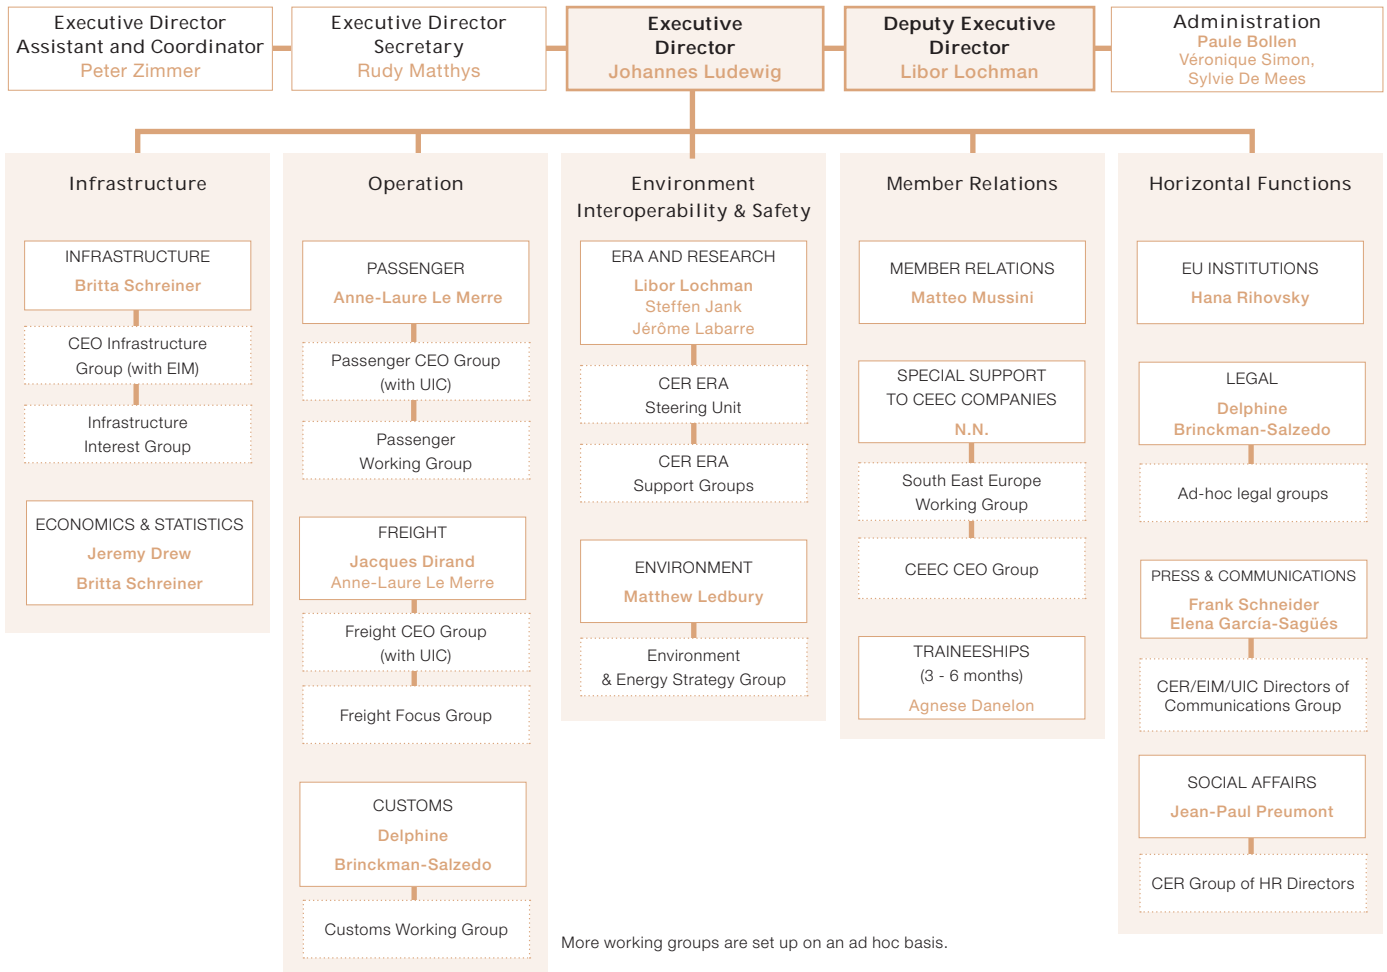 Executive Director
Assistant and Coordinator
Peter Zimmer
Executive Director
Secretary
Rudy Matthys
Executive
Director
Johannes Ludewig
Deputy Executive
Director
Libor Lochman
Administration
Paule Bollen
Véronique Simon,
Sylvie De Mees
Infrastructure
INFRASTRUCTURE
Britta Schreiner
CEO Infrastructure
Group (with EIM)
Infrastructure
Interest Group
ECONOMICS & STATISTICS
Jeremy Drew
Britta Schreiner
Operation
PASSENGER
Anne-Laure Le Merre
Passenger CEO Group
(with UIC)
Passenger
Working Group
FREIGHT
Jacques Dirand
Anne-Laure Le Merre
Freight CEO Group
(with UIC)
Freight Focus Group
CUSTOMS
Delphine
Brinckman-Salzedo
Customs Working Group
Environment
Interoperability & Safety
ERA AND RESEARCH
Libor Lochman
Steffen Jank
Jérôme Labarre
CER ERA
Steering Unit
CER ERA
Support Groups
ENVIRONMENT
Matthew Ledbury
Environment
& Energy Strategy Group
Member Relations
MEMBER RELATIONS
Matteo Mussini
SPECIAL SUPPORT
TO CEEC COMPANIES
N.N.
South East Europe
Working Group
CEEC CEO Group
TRAINEESHIPS
(3 - 6 months)
Agnese Danelon
Horizontal Functions
EU INSTITUTIONS
Hana Rihovsky
LEGAL
Delphine
Brinckman-Salzedo
Ad-hoc legal groups
PRESS & COMMUNICATIONS
Frank Schneider
Elena García-Sagüés
CER/EIM/UIC Directors of
Communications Group
SOCIAL AFFAIRS
Jean-Paul Preumont
CER Group of HR Directors
More working groups are set up on an ad hoc basis.